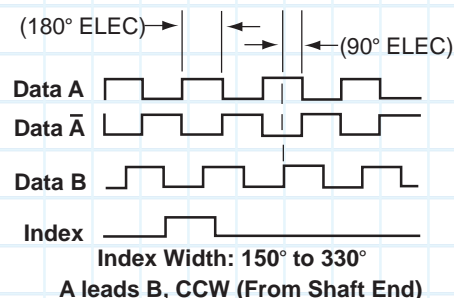 (180° ELEC)
(90° ELEC)
Data A
Data A̅
Data B
Index
Index Width: 150° to 330°
A leads B, CCW (From Shaft End)